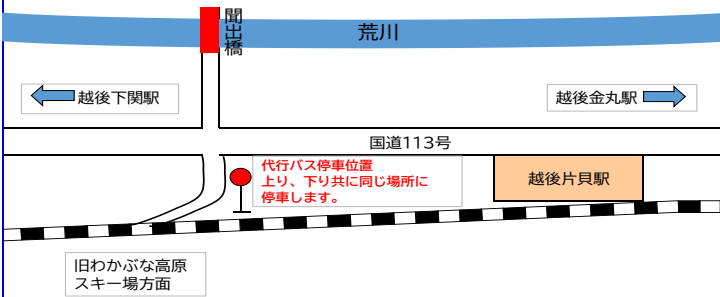 聞出橋
荒川
越後下関駅
越後金丸駅
国道113号
代行バス停車位置
上り、下り共に同じ場所に
停車します。
越後片貝駅
旧わかぶな高原
スキー場方面